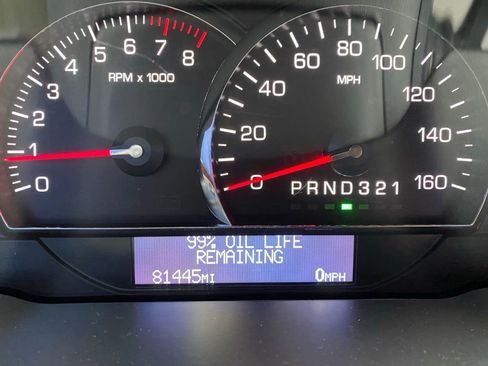 0 1 2 3 4 5 6 7 8
RPM x 1000
0 20 40 60 80 100 120 140 160
MPH
PRND321
99% OIL LIFE
REMAINING
81445MI 0MPH